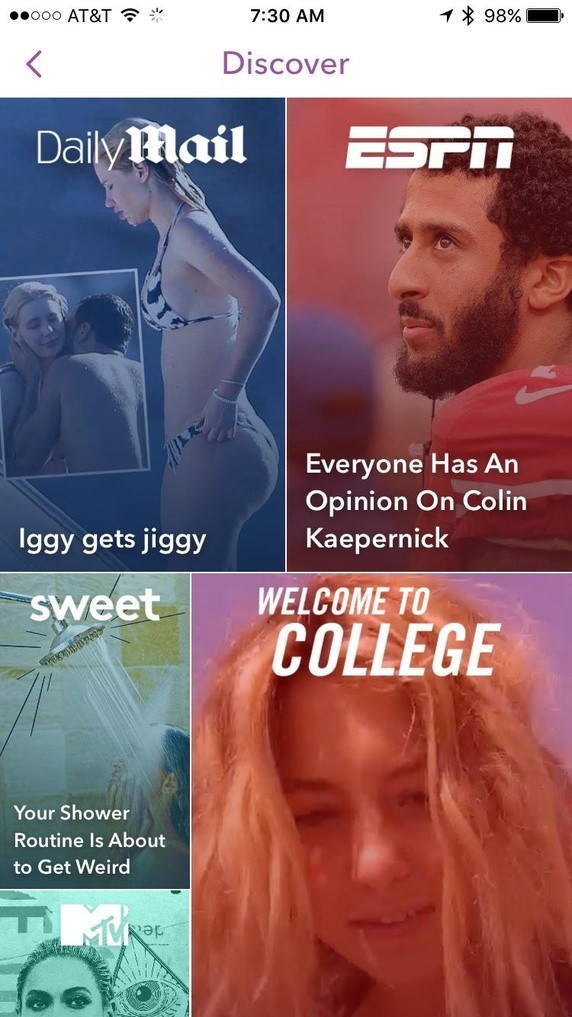 AT&T 7:30 AM 98%
Discover
Daily Mail
Iggy gets jiggy
ESPN
Everyone Has An
Opinion On Colin
Kaepernick
sweet
Your Shower
Routine Is About
to Get Weird
WELCOME TO
COLLEGE
MTV